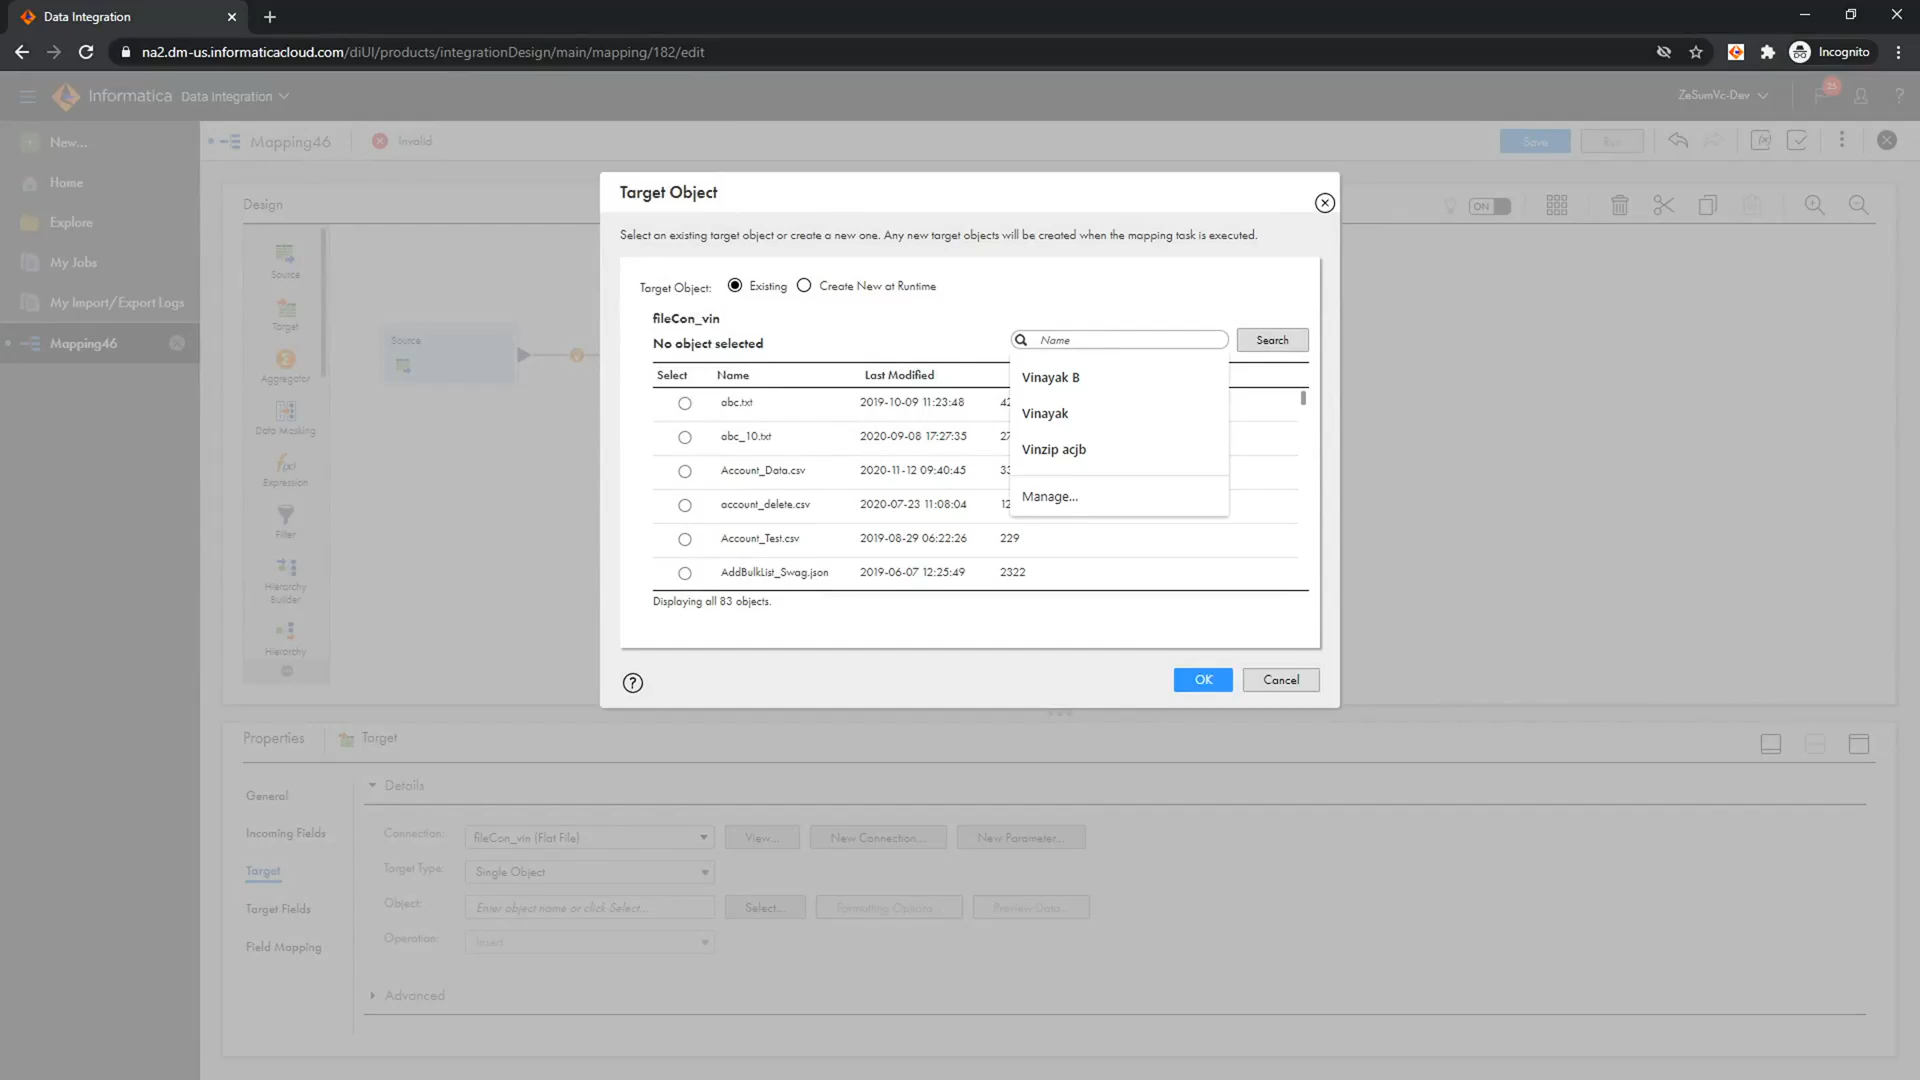 Data Integration
na2.dm-us.informaticacloud.com/diUI/products/integrationDesign/main/mapping/182/edit
Incognito
Informatica Data Integration
ZeSumVc-Dev
25
?
New...
Home
Explore
My Jobs
My Import/Export Logs
Mapping46
Mapping46
Invalid
Save
Run
Design
ON
Source
Target
Aggregator
Data Masking
Expression
Filter
Hierarchy
Builder
Hierarchy
Source
Target Object
Select an existing target object or create a new one. Any new target objects will be created when the mapping task is executed.
Target Object: Existing Create New at Runtime
fileCon_vin
No object selected
Name
Search
Select Name Last Modified
abc.txt 2019-10-09 11:23:48 42
abc_10.txt 2020-09-08 17:27:35 27
Account_Data.csv 2020-11-12 09:40:45 33
account_delete.csv 2020-07-23 11:08:04 12
Account_Test.csv 2019-08-29 06:22:26 229
AddBulkList_Swag.json 2019-06-07 12:25:49 2322
Vinayak B
Vinayak
Vinzip acjb
Manage...
Displaying all 83 objects.
?
OK
Cancel
Properties
Target
General
Incoming Fields
Target
Target Fields
Field Mapping
Details
Connection: fileCon_vin (Flat File) View... New Connection... New Parameter...
Target Type: Single Object
Object: Enter object name or click Select... Select... Formatting Options... Preview Data...
Operation: Insert
Advanced